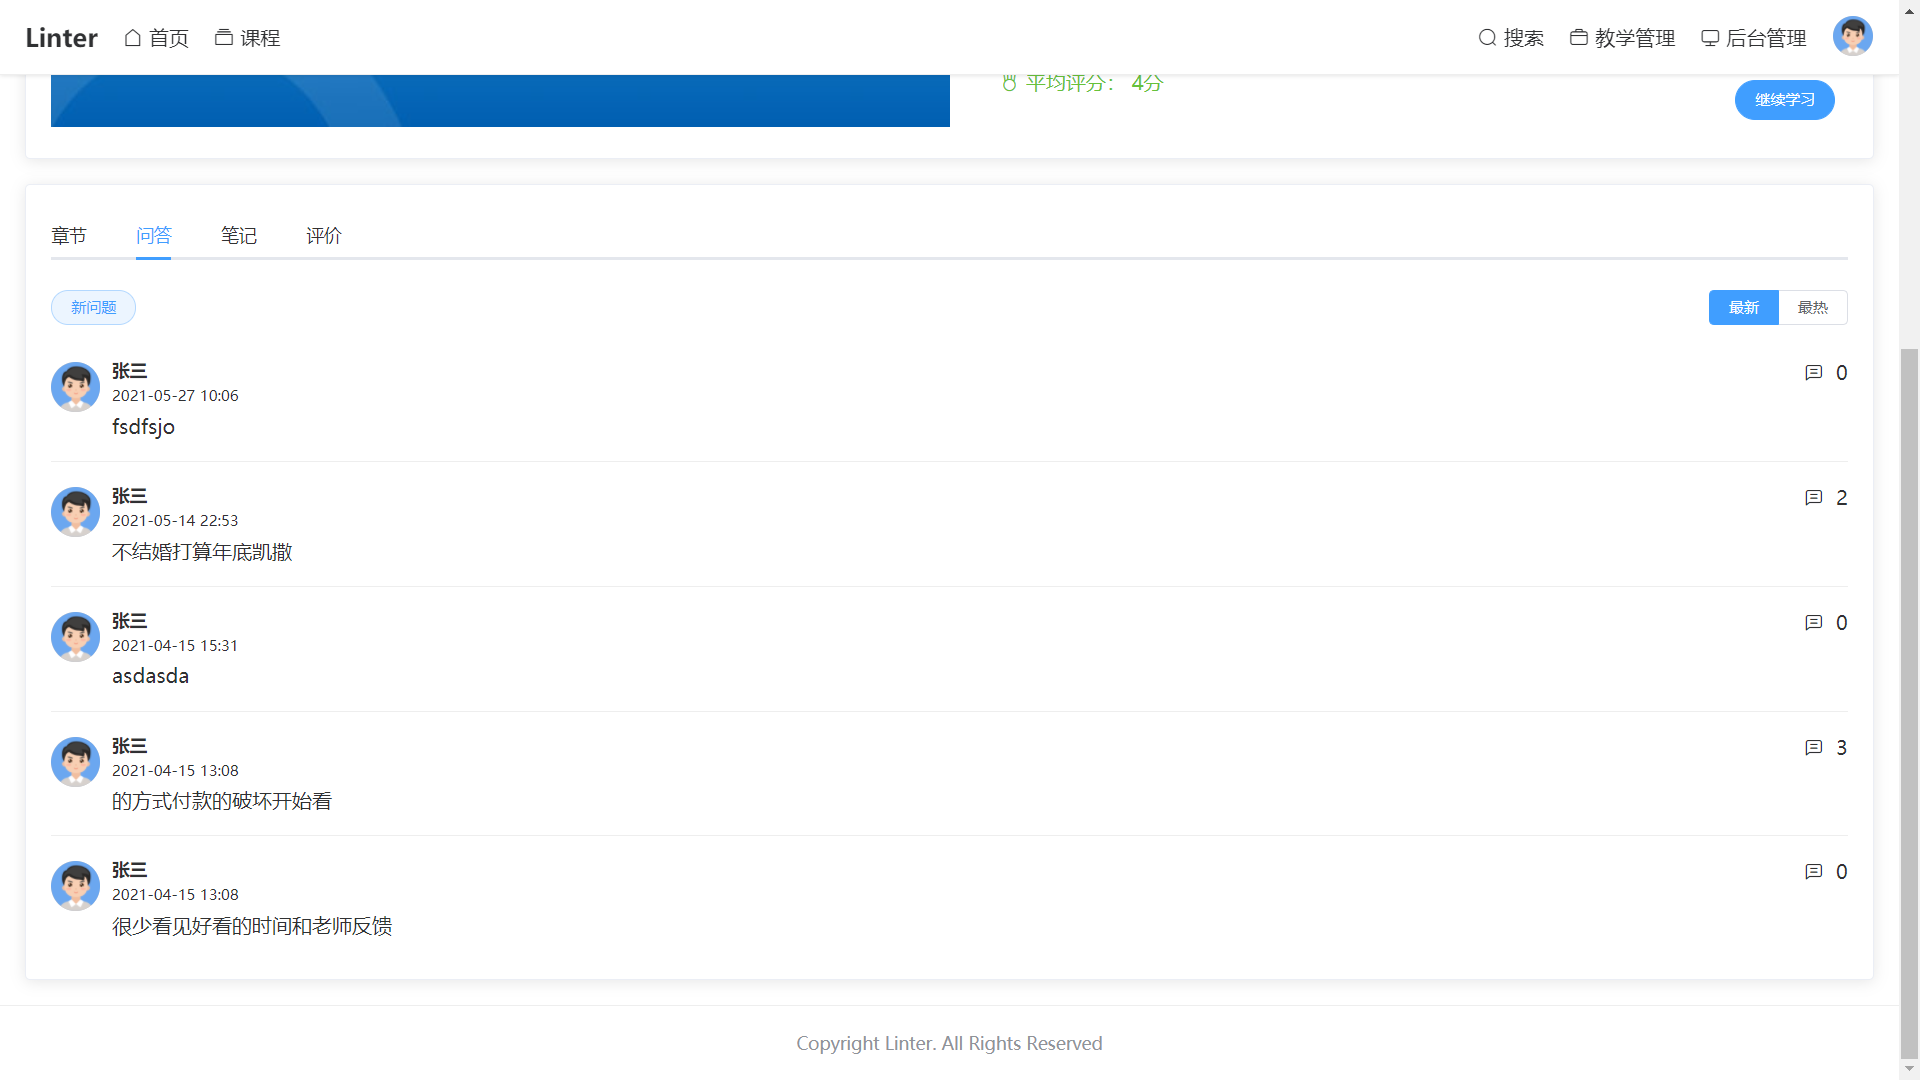 Linter 首页 课程 搜索 教学管理 后台管理
平均评分： 4分
继续学习
章节 问答 笔记 评价
新问题 最新 最热
张三 0
2021-05-27 10:06
fsdfsjo
张三 2
2021-05-14 22:53
不结婚打算年底凯撒
张三 0
2021-04-15 15:31
asdasda
张三 3
2021-04-15 13:08
的方式付款的破坏开始看
张三 0
2021-04-15 13:08
很少看见好看的时间和老师反馈
Copyright Linter. All Rights Reserved